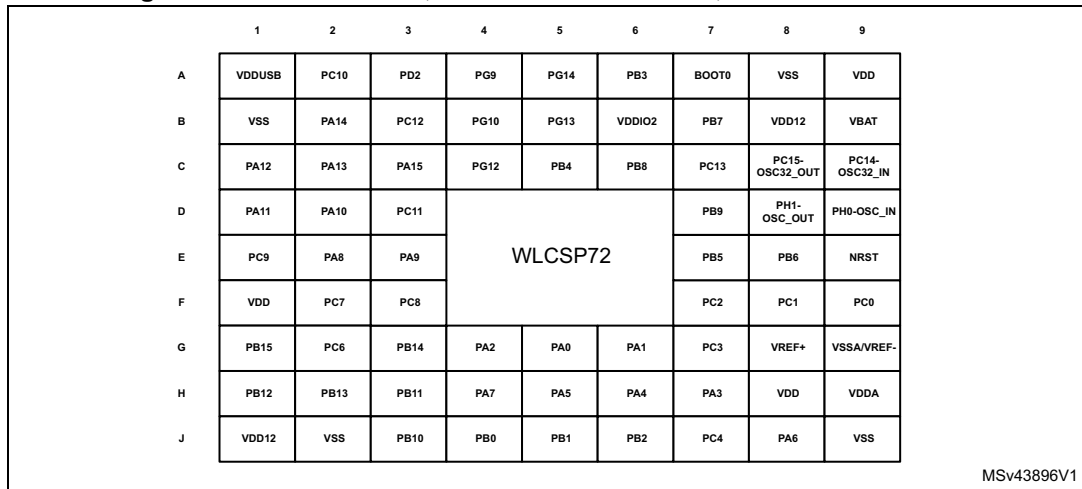 1 2 3 4 5 6 7 8 9
A VDDUSB PC10 PD2 PG9 PG14 PB3 BOOT0 VSS VDD
B VSS PA14 PC12 PG10 PG13 VDDIO2 PB7 VDD12 VBAT
C PA12 PA13 PA15 PG12 PB4 PB8 PC13 PC15- PC14-
OSC32_OUT OSC32_IN
D PA11 PA10 PC11 PB9 PH1- PH0-OSC_IN
OSC_OUT
E PC9 PA8 PA9 WLCSP72 PB5 PB6 NRST
F VDD PC7 PC8 PC2 PC1 PC0
G PB15 PC6 PB14 PA2 PA0 PA1 PC3 VREF+ VSSA/VREF-
H PB12 PB13 PB11 PA7 PA5 PA4 PA3 VDD VDDA
J VDD12 VSS PB10 PB0 PB1 PB2 PC4 PA6 VSS
MSv43896V1